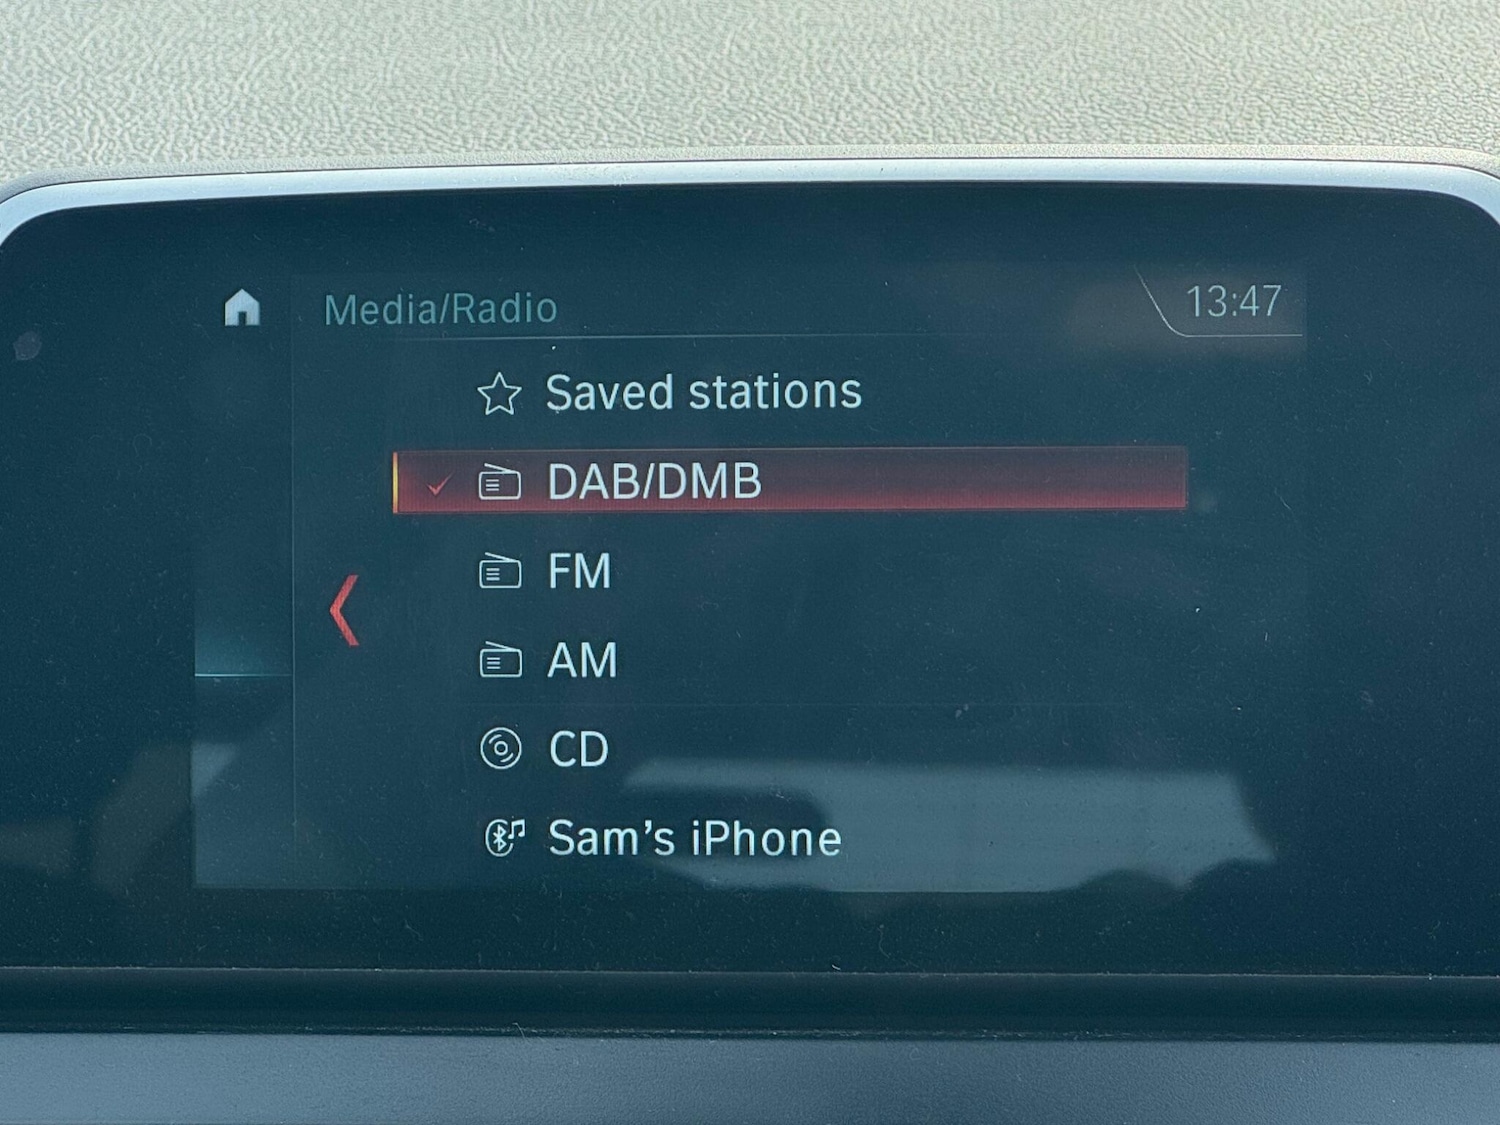 Media/Radio
13:47
Saved stations
DAB/DMB
FM
AM
CD
Sam’s iPhone